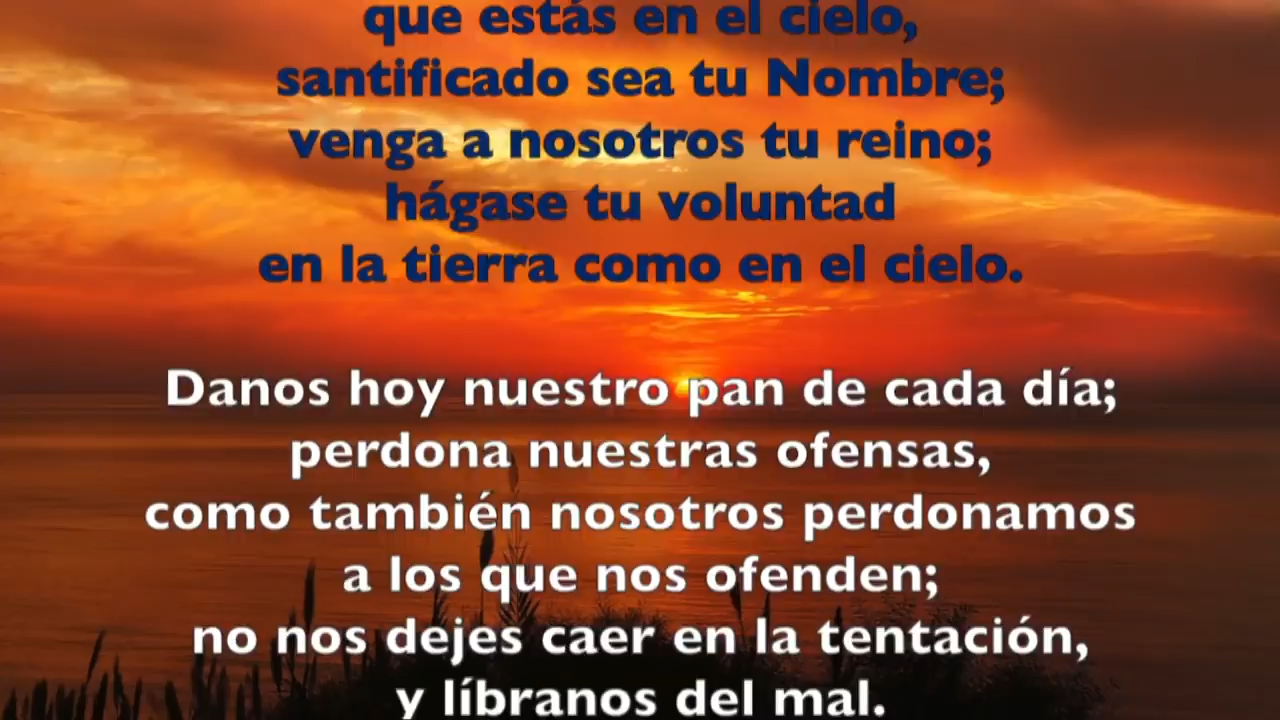 que estás en el cielo,
santificado sea tu Nombre;
venga a nosotros tu reino;
hágase tu voluntad
en la tierra como en el cielo.
Danos hoy nuestro pan de cada día;
perdona nuestras ofensas,
como también nosotros perdonamos
a los que nos ofenden;
no nos dejes caer en la tentación,
y líbranos del mal.